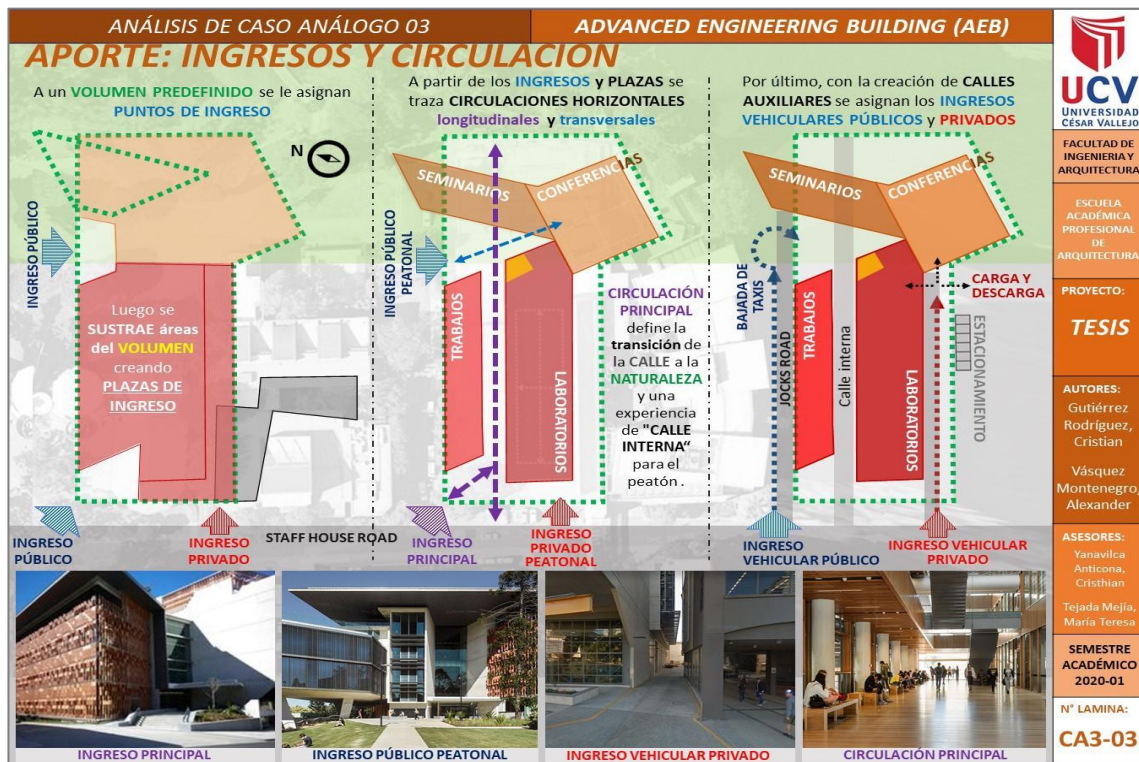 ANÁLISIS DE CASO ANÁLOGO 03
ADVANCED ENGINEERING BUILDING (AEB)
APORTE: INGRESOS Y CIRCULACIÓN
A un VOLUMEN PREDEFINIDO se le asignan
PUNTOS DE INGRESO
N
INGRESO PÚBLICO
Luego se
SUSTRAE áreas
del VOLUMEN
creando
PLAZAS DE
INGRESO
INGRESO
PÚBLICO
INGRESO
PRIVADO
STAFF HOUSE ROAD
A partir de los INGRESOS y PLAZAS se
traza CIRCULACIONES HORIZONTALES
longitudinales y transversales
SEMINARIOS
CONFERENCIAS
INGRESO PÚBLICO
PEATONAL
TRABAJOS
LABORATORIOS
CIRCULACIÓN
PRINCIPAL
define la
transición de
la CALLE a la
NATURALEZA
y una
experiencia
de "CALLE
INTERNA“
para el
peatón .
INGRESO
PRINCIPAL
INGRESO
PRIVADO
PEATONAL
Por último, con la creación de CALLES
AUXILIARES se asignan los INGRESOS
VEHICULARES PÚBLICOS y PRIVADOS
SEMINARIOS
CONFERENCIAS
BAJADA DE
TAXIS
JOCKS ROAD
TRABAJOS
Calle interna
LABORATORIOS
CARGA Y
DESCARGA
ESTACIONAMIENTO
INGRESO
VEHICULAR PÚBLICO
INGRESO VEHICULAR
PRIVADO
INGRESO PRINCIPAL
INGRESO PÚBLICO PEATONAL
INGRESO VEHICULAR PRIVADO
CIRCULACIÓN PRINCIPAL
UCV
UNIVERSIDAD
CÉSAR VALLEJO
FACULTAD DE
INGENIERIA Y
ARQUITECTURA
ESCUELA
ACADÉMICA
PROFESIONAL
DE
ARQUITECTURA
PROYECTO:
TESIS
AUTORES:
Gutiérrez
Rodríguez,
Cristian
Vásquez
Montenegro,
Alexander
ASESORES:
Yanavilca
Anticona,
Cristhian
Tejada Mejía,
María Teresa
SEMESTRE
ACADÉMICO
2020-01
N° LAMINA:
CA3-03